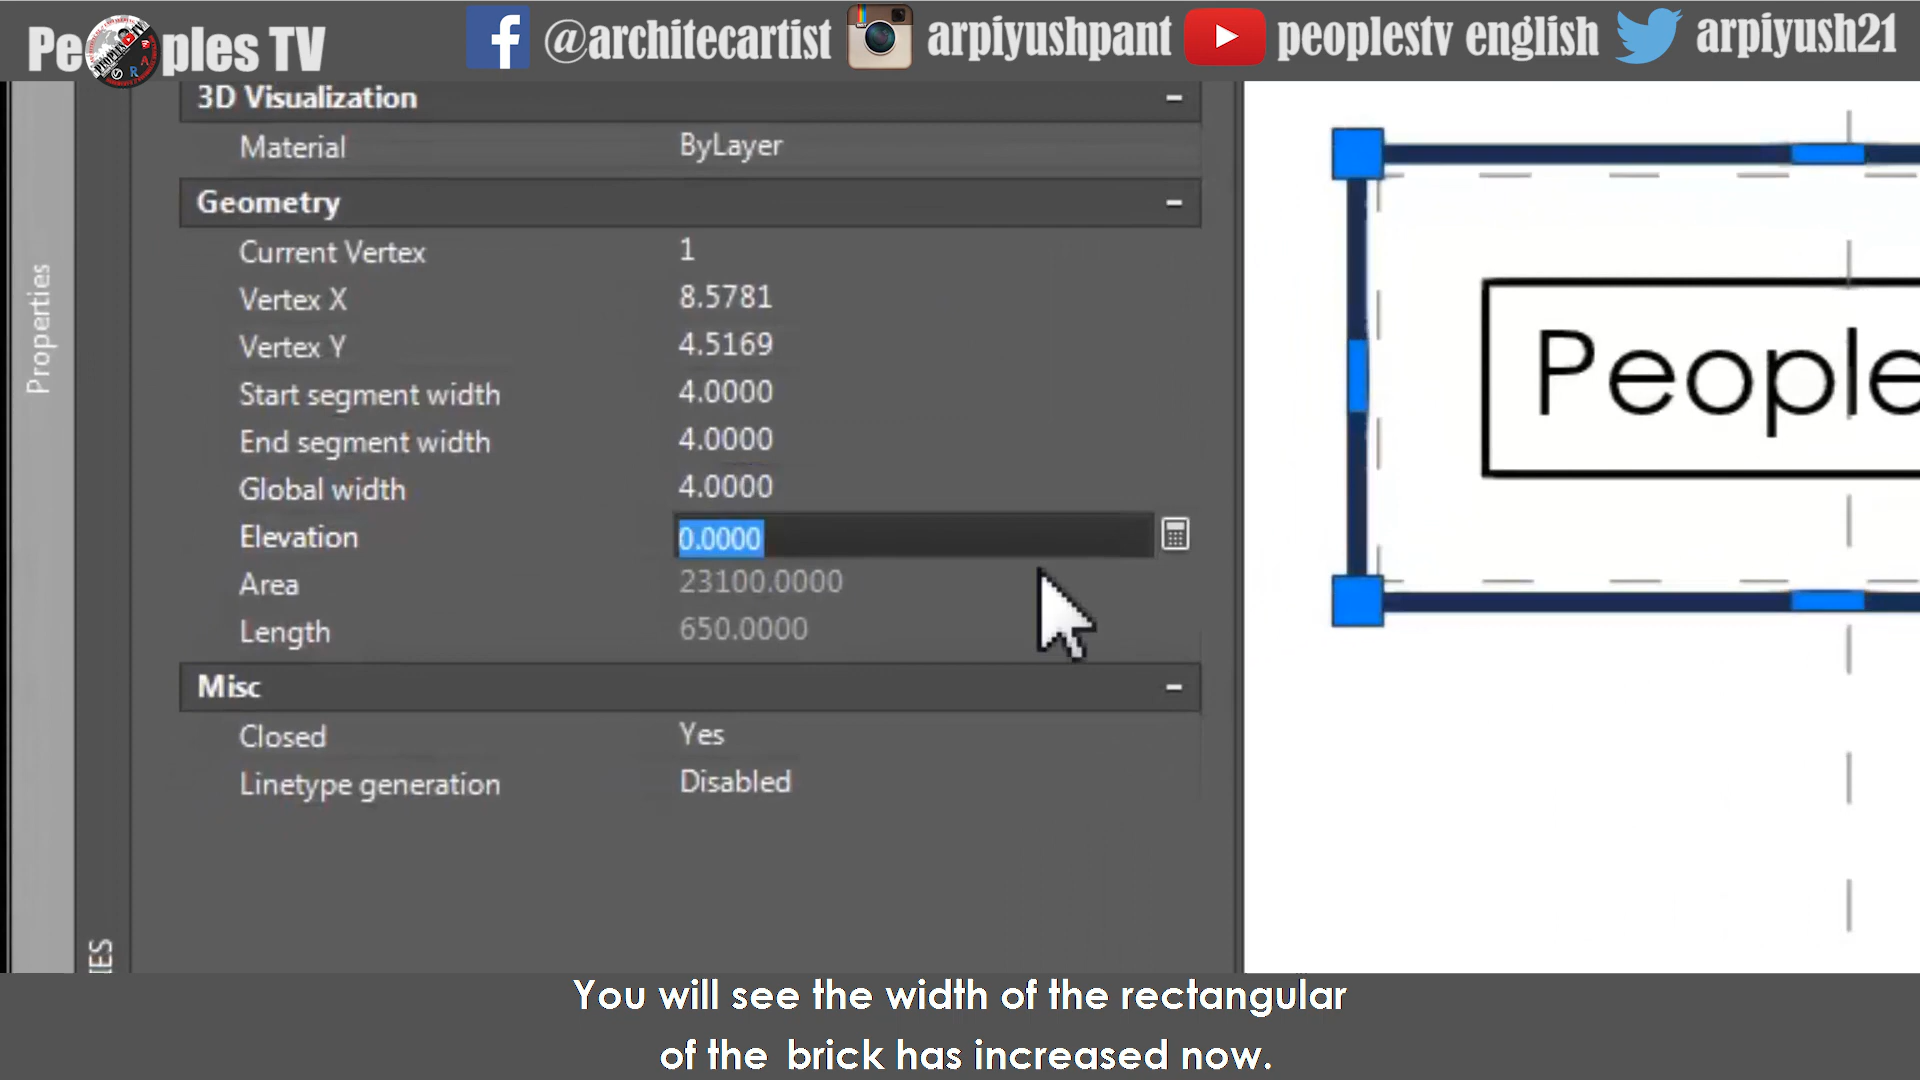 Peoples TV
@architecartist
arpiyushpant
peoplestv english
arpiyush21
3D Visualization
Material ByLayer
Geometry
Current Vertex 1
Vertex X 8.5781
Vertex Y 4.5169
Start segment width 4.0000
End segment width 4.0000
Global width 4.0000
Elevation 0.0000
Area 23100.0000
Length 650.0000
Misc
Closed Yes
Linetype generation Disabled
Properties
IES
People
You will see the width of the rectangular
of the brick has increased now.